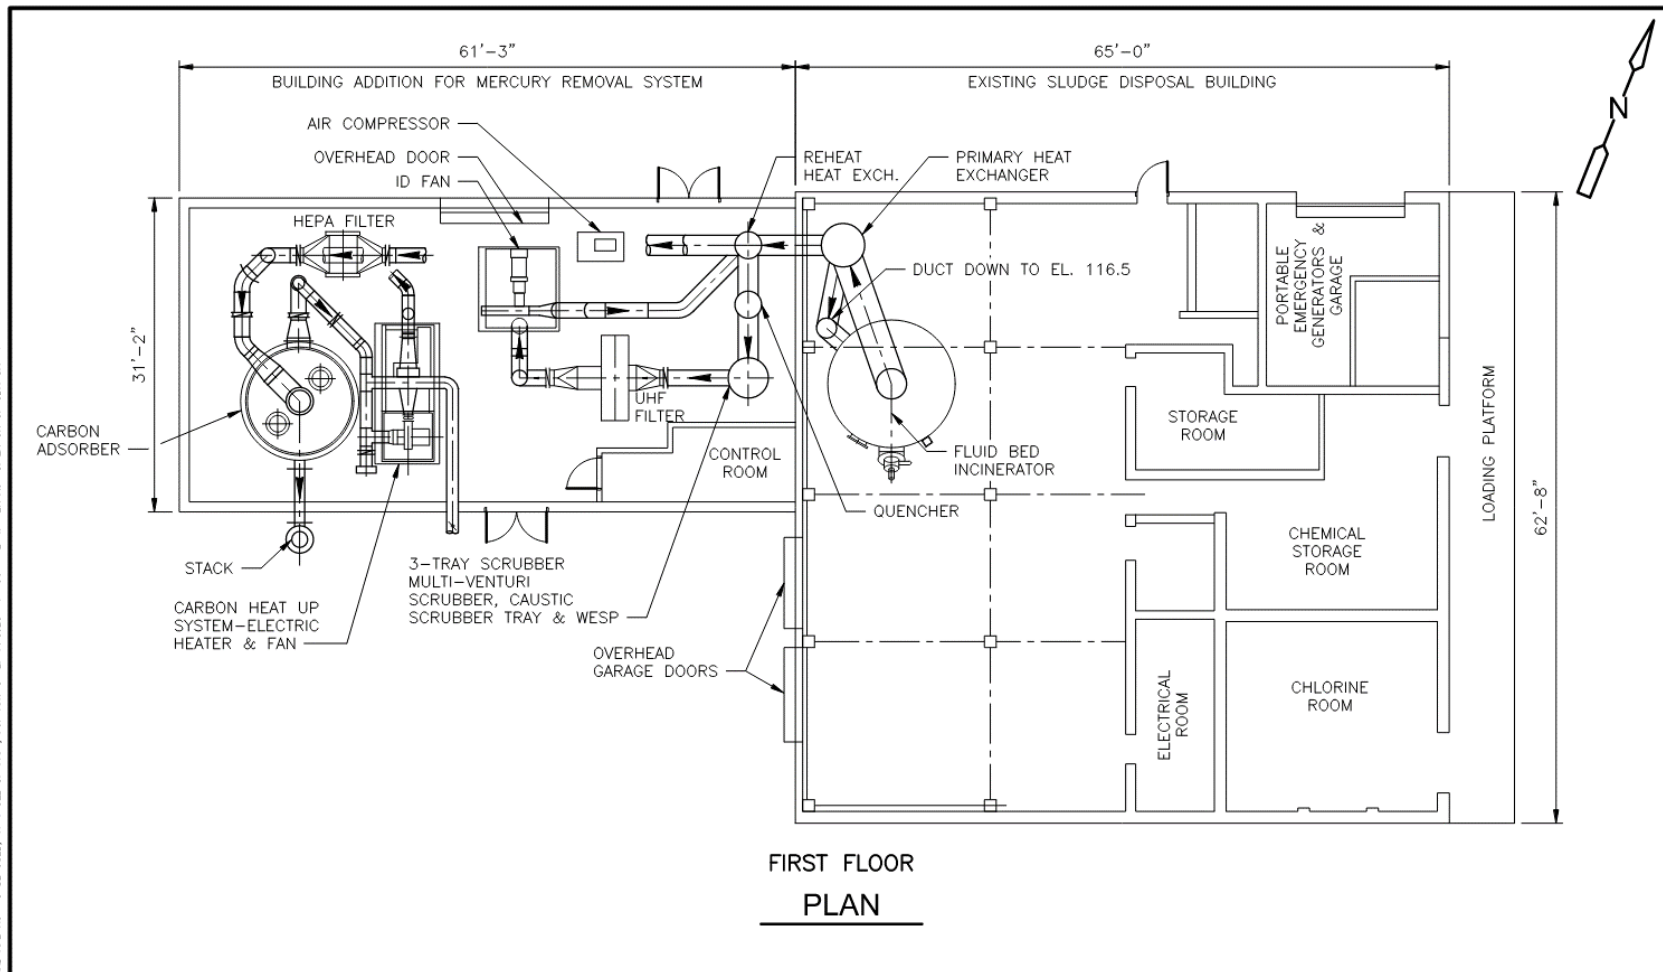 61'-3"
65'-0"
BUILDING ADDITION FOR MERCURY REMOVAL SYSTEM
EXISTING SLUDGE DISPOSAL BUILDING
N
AIR COMPRESSOR
OVERHEAD DOOR
ID FAN
REHEAT
HEAT EXCH.
PRIMARY HEAT
EXCHANGER
HEPA FILTER
DUCT DOWN TO EL. 116.5
PORTABLE
EMERGENCY
GENERATORS &
GARAGE
31'-2"
UHF
FILTER
CARBON
ADSORBER
CONTROL
ROOM
STORAGE
ROOM
FLUID BED
INCINERATOR
LOADING PLATFORM
62'-8"
QUENCHER
STACK
3-TRAY SCRUBBER
MULTI-VENTURI
SCRUBBER, CAUSTIC
SCRUBBER TRAY & WESP
CHEMICAL
STORAGE
ROOM
CARBON HEAT UP
SYSTEM-ELECTRIC
HEATER & FAN
OVERHEAD
GARAGE DOORS
ELECTRICAL
ROOM
CHLORINE
ROOM
FIRST FLOOR
PLAN